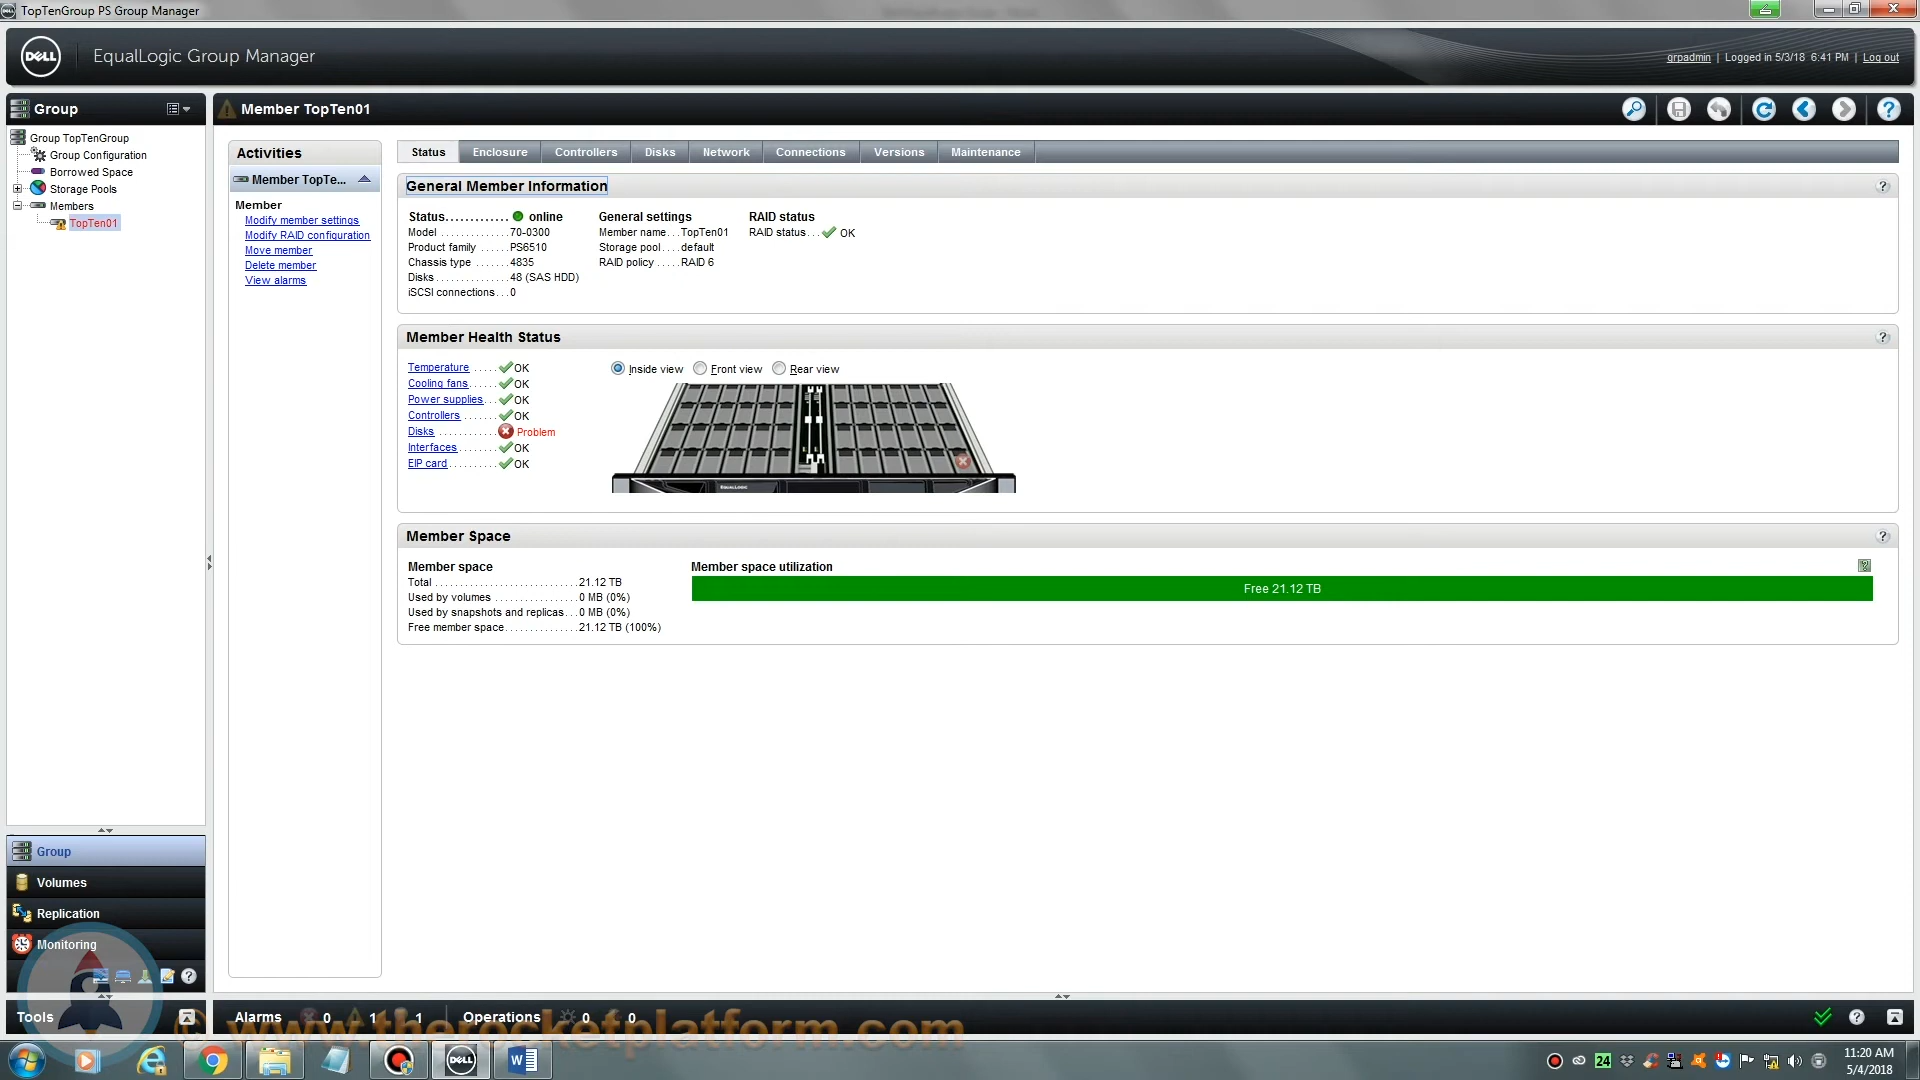 TopTenGroup PS Group Manager
DELL
EqualLogic Group Manager
grpadmin | Logged in 5/3/18 6:41 PM | Log out
Group
Member TopTen01
Group TopTenGroup
Group Configuration
Borrowed Space
Storage Pools
Members
TopTen01
Activities
Member TopTe...
Member
Modify member settings
Modify RAID configuration
Move member
Delete member
View alarms
Status Enclosure Controllers Disks Network Connections Versions Maintenance
General Member Information
Status............ online
Model ............70-0300
Product family ......PS6510
Chassis type .......4835
Disks...............48 (SAS HDD)
iSCSI connections...0
General settings
Member name...TopTen01
Storage pool....default
RAID policy .....RAID 6
RAID status
RAID status... OK
Member Health Status
Temperature ..... OK
Cooling fans..... OK
Power supplies... OK
Controllers ....... OK
Disks ............ Problem
Interfaces........ OK
EIP card.......... OK
Inside view Front view Rear view
EQUALLOGIC
Member Space
Member space
Total .............................21.12 TB
Used by volumes .................0 MB (0%)
Used by snapshots and replicas...0 MB (0%)
Free member space...............21.12 TB (100%)
Member space utilization
Free 21.12 TB
Group
Volumes
Replication
Monitoring
Tools
Alarms 0 1 1 Operations 0 0
© www.therocketplatform.com
DELL
24
11:20 AM
5/4/2018